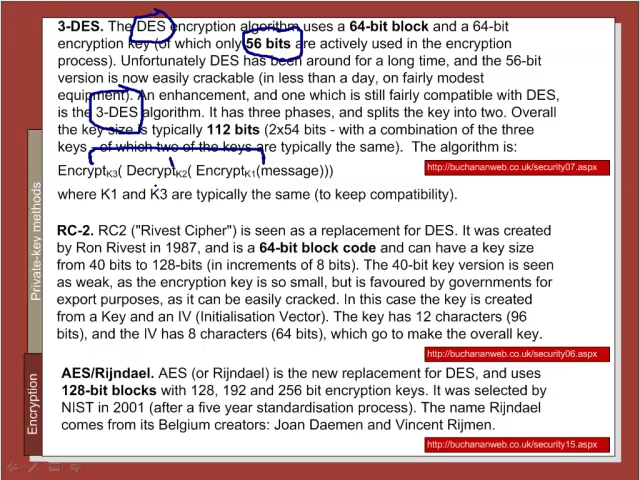 3-DES. The DES encryption algorithm uses a 64-bit block and a 64-bit
encryption key (of which only 56 bits are actively used in the encryption
process). Unfortunately DES has been around for a long time, and the 56-bit
version is now easily crackable (in less than a day, on fairly modest
equipment). An enhancement, and one which is still fairly compatible with DES,
is the 3-DES algorithm. It has three phases, and splits the key into two. Overall
the key size is typically 112 bits (2x54 bits - with a combination of the three
keys - of which two of the keys are typically the same). The algorithm is:
EncryptK3( DecryptK2( EncryptK1(message)))
http://buchananweb.co.uk/security07.aspx
where K1 and K3 are typically the same (to keep compatibility).
RC-2. RC2 ("Rivest Cipher") is seen as a replacement for DES. It was created
by Ron Rivest in 1987, and is a 64-bit block code and can have a key size
from 40 bits to 128-bits (in increments of 8 bits). The 40-bit key version is seen
as weak, as the encryption key is so small, but is favoured by governments for
export purposes, as it can be easily cracked. In this case the key is created
from a Key and an IV (Initialisation Vector). The key has 12 characters (96
bits), and the IV has 8 characters (64 bits), which go to make the overall key.
http://buchananweb.co.uk/security06.aspx
AES/Rijndael. AES (or Rijndael) is the new replacement for DES, and uses
128-bit blocks with 128, 192 and 256 bit encryption keys. It was selected by
NIST in 2001 (after a five year standardisation process). The name Rijndael
comes from its Belgium creators: Joan Daemen and Vincent Rijmen.
http://buchananweb.co.uk/security15.aspx
Private-key methods
Encryption